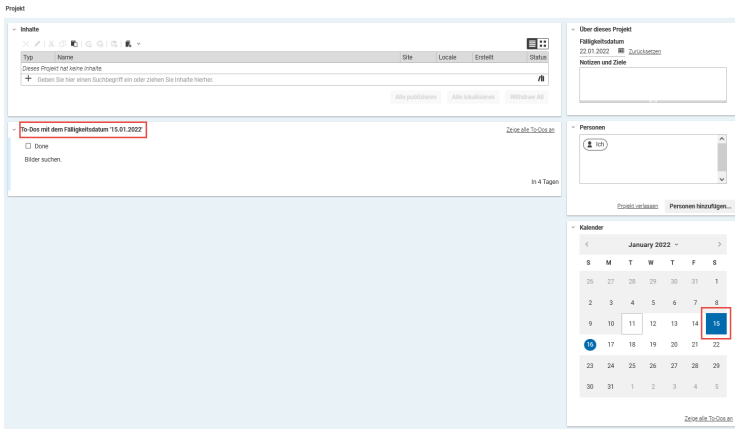 Projekt
Inhalte
Typ Name Site Locale Erstellt Status
Dieses Projekt hat keine Inhalte.
Geben Sie hier einen Suchbegriff ein oder ziehen Sie Inhalte hierher.
Alle publizieren Alle lokalisieren Withdraw All
To-Dos mit dem Fälligkeitsdatum '15.01.2022' Zeige alle To-Dos an
Done
Bilder suchen.
In 4 Tagen
Über dieses Projekt
Fälligkeitsdatum
22.01.2022 Zurücksetzen
Notizen und Ziele
Personen
Ich
Projekt verlassen Personen hinzufügen...
Kalender
January 2022
S M T W T F S
26 27 28 29 30 31 1
2 3 4 5 6 7 8
9 10 11 12 13 14 15
16 17 18 19 20 21 22
23 24 25 26 27 28 29
30 31 1 2 3 4 5
Zeige alle To-Dos an